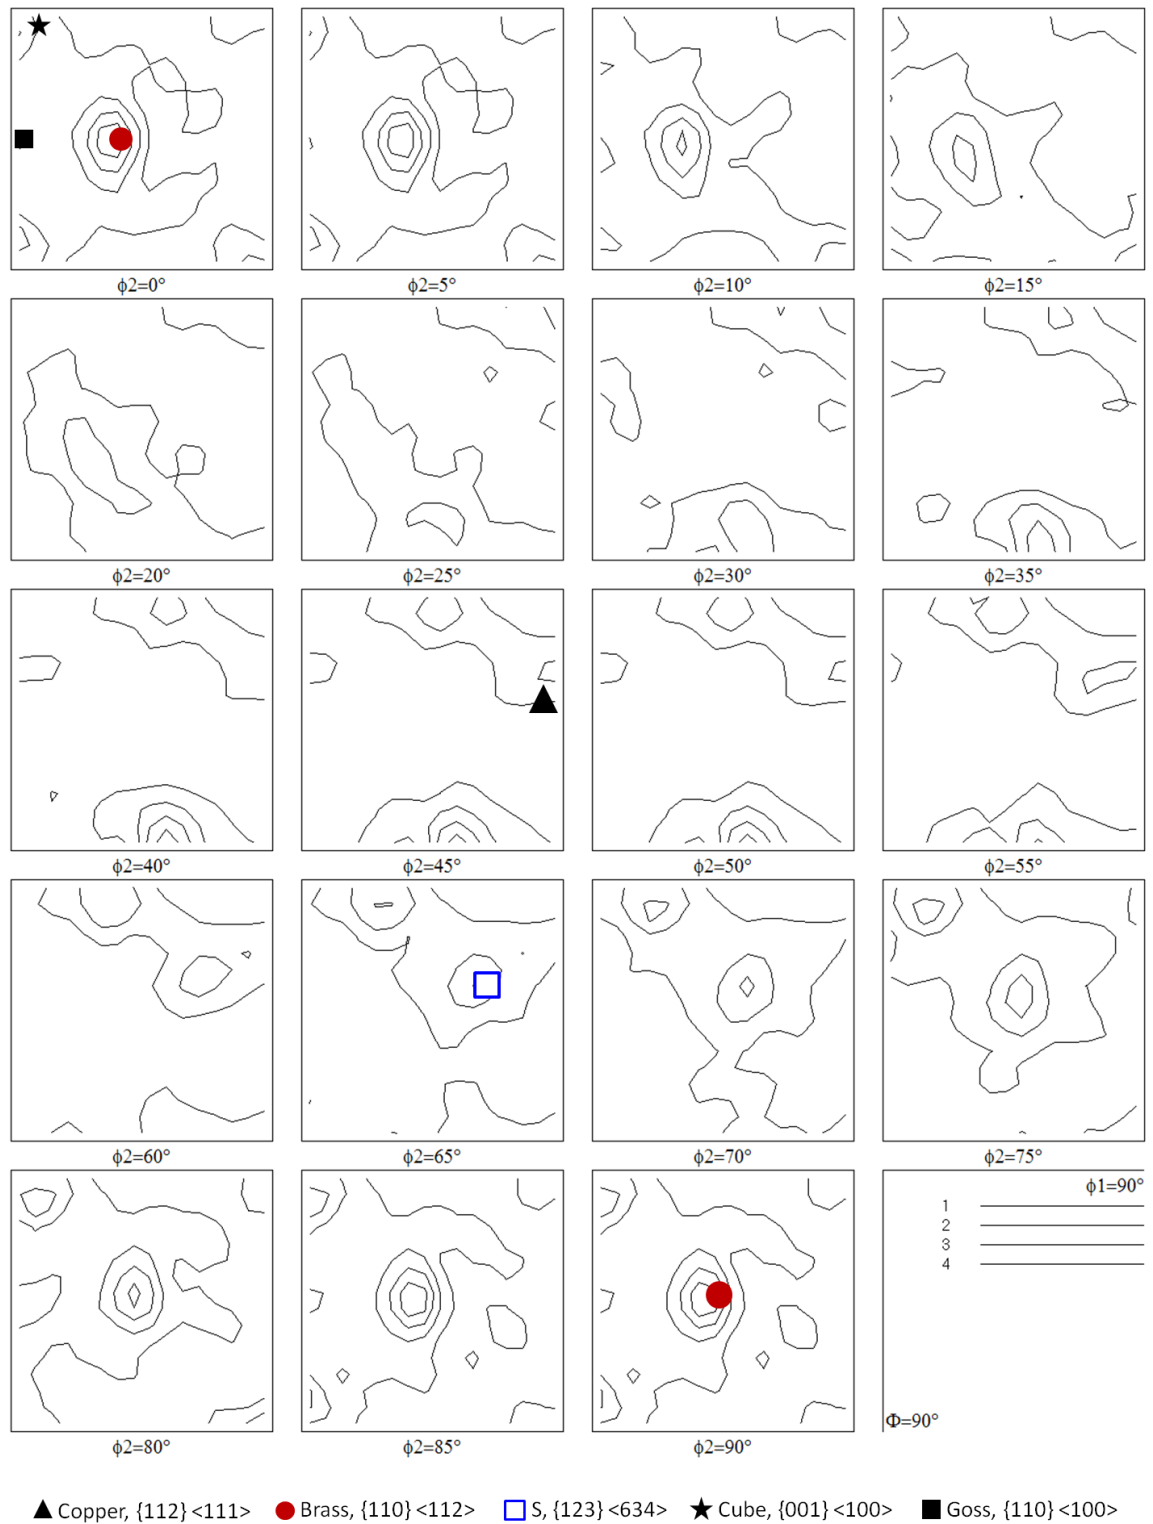 ϕ2=0° ϕ2=5° ϕ2=10° ϕ2=15°
ϕ2=20° ϕ2=25° ϕ2=30° ϕ2=35°
ϕ2=40° ϕ2=45° ϕ2=50° ϕ2=55°
ϕ2=60° ϕ2=65° ϕ2=70° ϕ2=75°
ϕ1=90°
1
2
3
4
Φ=90°
ϕ2=80° ϕ2=85° ϕ2=90°
Copper, {112}<111> Brass, {110}<112> S, {123}<634> Cube, {001}<100> Goss, {110}<100>